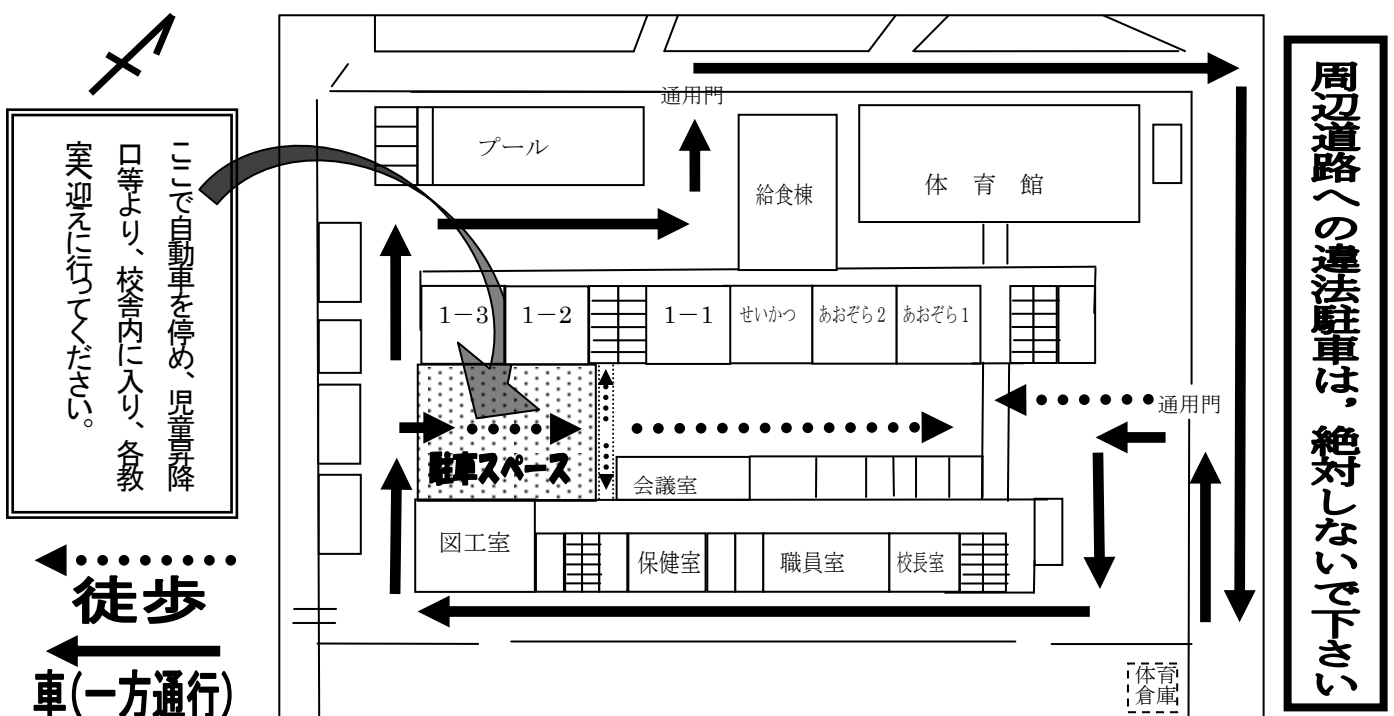 周辺道路への違法駐車は，絶対しないで下さい
ここで自動車を停め、児童昇降
口等より、校舎内に入り、各教
室へ迎えに行ってください。
通用門
プール
給食棟
体 育 館
1－3
1－2
1－1
せいかつ
あおぞら2
あおぞら1
通用門
駐車スペース
会議室
図工室
保健室
職員室
校長室
徒歩
車(一方通行)
体育
倉庫